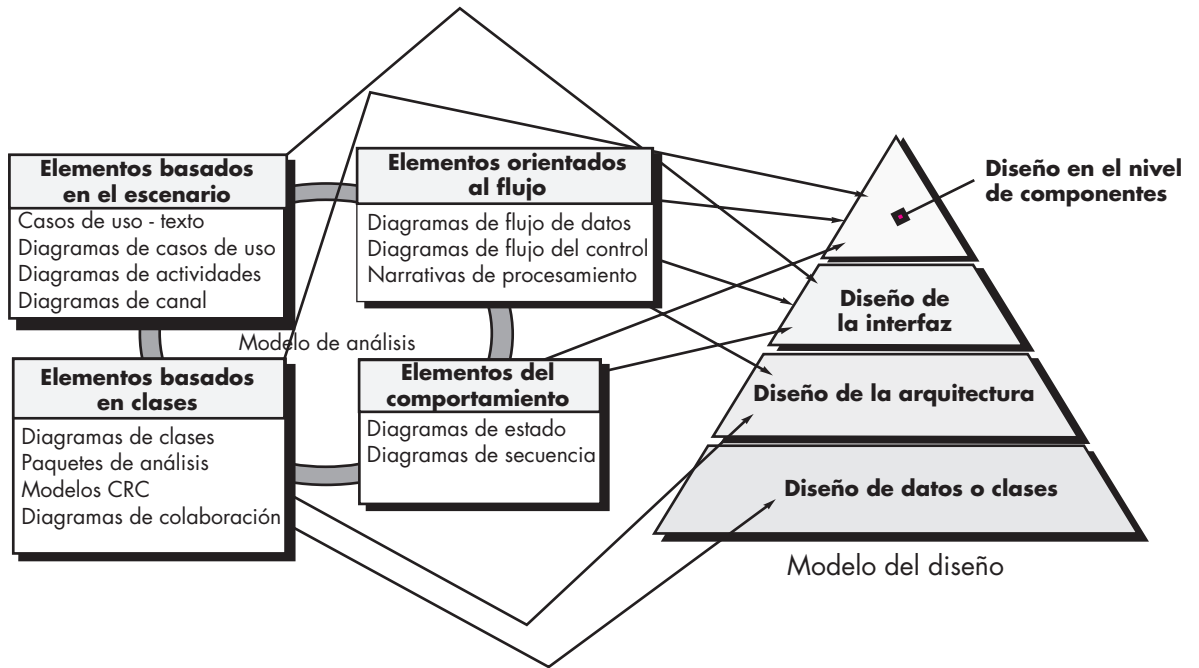 Elementos basados
en el escenario
Casos de uso - texto
Diagramas de casos de uso
Diagramas de actividades
Diagramas de canal
Elementos orientados
al flujo
Diagramas de flujo de datos
Diagramas de flujo del control
Narrativas de procesamiento
Modelo de análisis
Elementos basados
en clases
Diagramas de clases
Paquetes de análisis
Modelos CRC
Diagramas de colaboración
Elementos del
comportamiento
Diagramas de estado
Diagramas de secuencia
Diseño en el nivel
de componentes
Diseño de
la interfaz
Diseño de la arquitectura
Diseño de datos o clases
Modelo del diseño